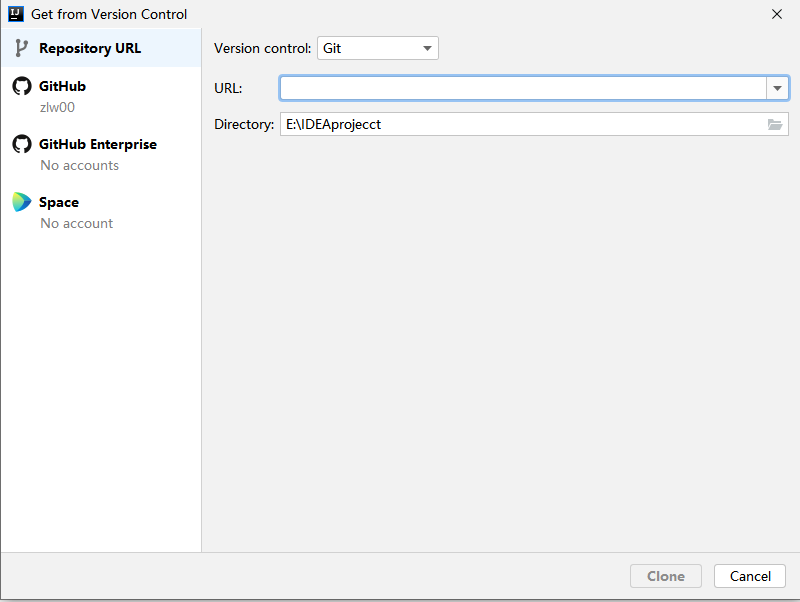 Get from Version Control
Repository URL
GitHub
zlw00
GitHub Enterprise
No accounts
Space
No account
Version control: Git
URL:
Directory: E:\IDEAprojecct
Clone
Cancel